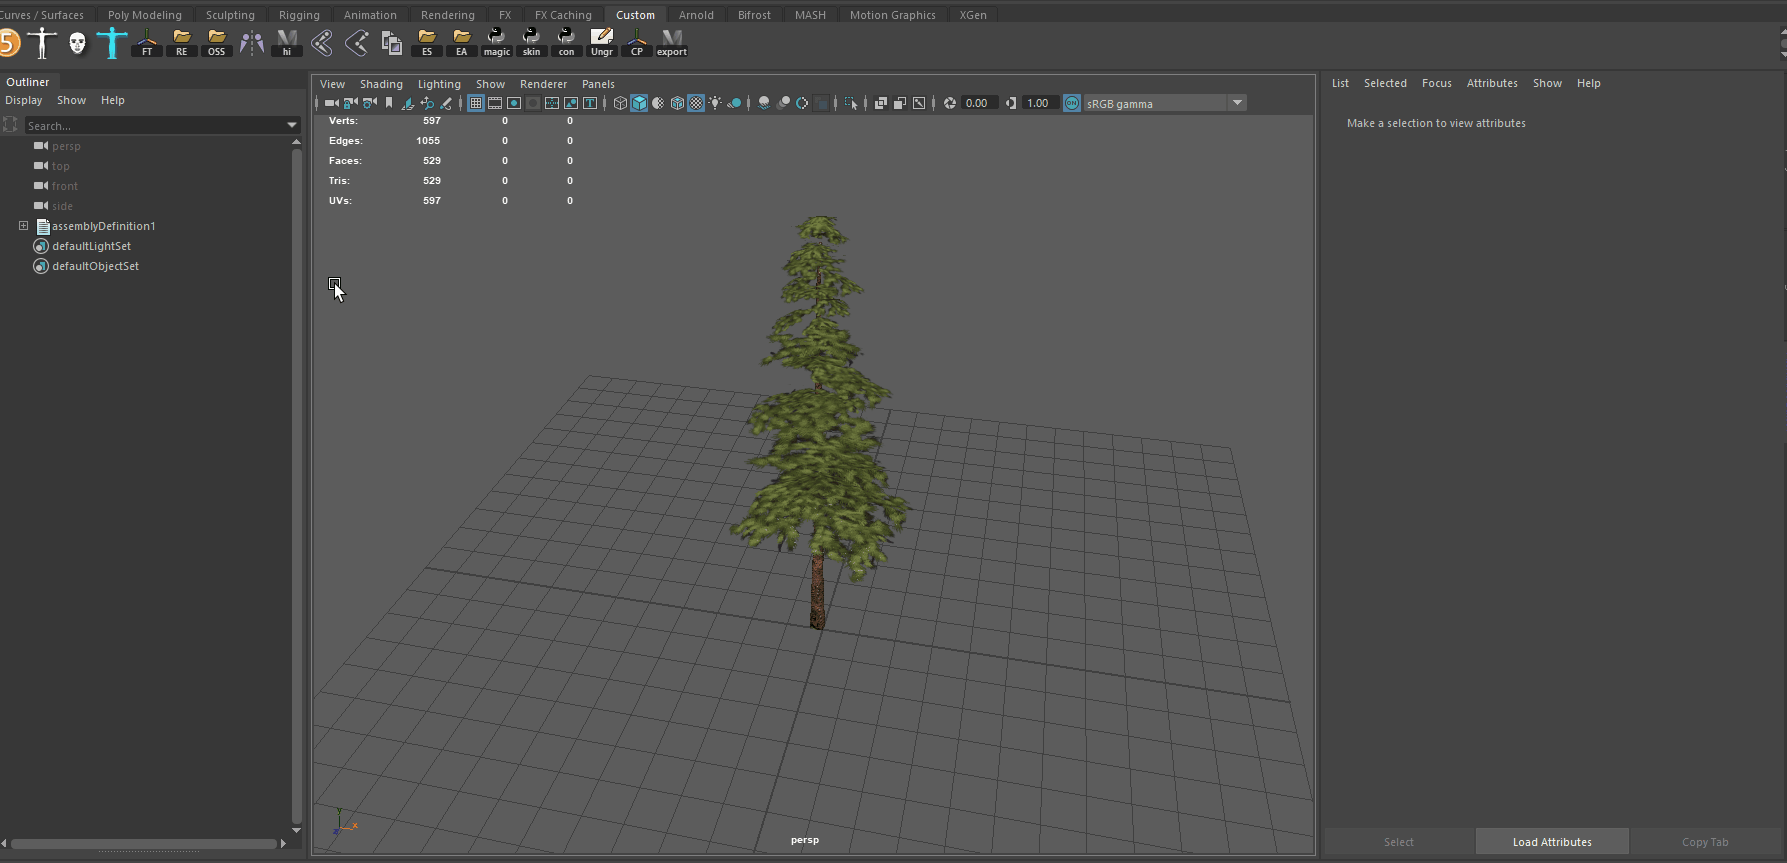 Curves / Surfaces Poly Modeling Sculpting Rigging Animation Rendering FX FX Caching Custom Arnold Bifrost MASH Motion Graphics XGen
5 FT RE OSS hi ES EA magic skin con Ungr CP export
Outliner
Display Show Help
Search...
persp
top
front
side
assemblyDefinition1
defaultLightSet
defaultObjectSet
View Shading Lighting Show Renderer Panels
0.00 1.00 ON sRGB gamma
Verts: 597 0 0
Edges: 1055 0 0
Faces: 529 0 0
Tris: 529 0 0
UVs: 597 0 0
y
z x
persp
List Selected Focus Attributes Show Help
Make a selection to view attributes
Select Load Attributes Copy Tab